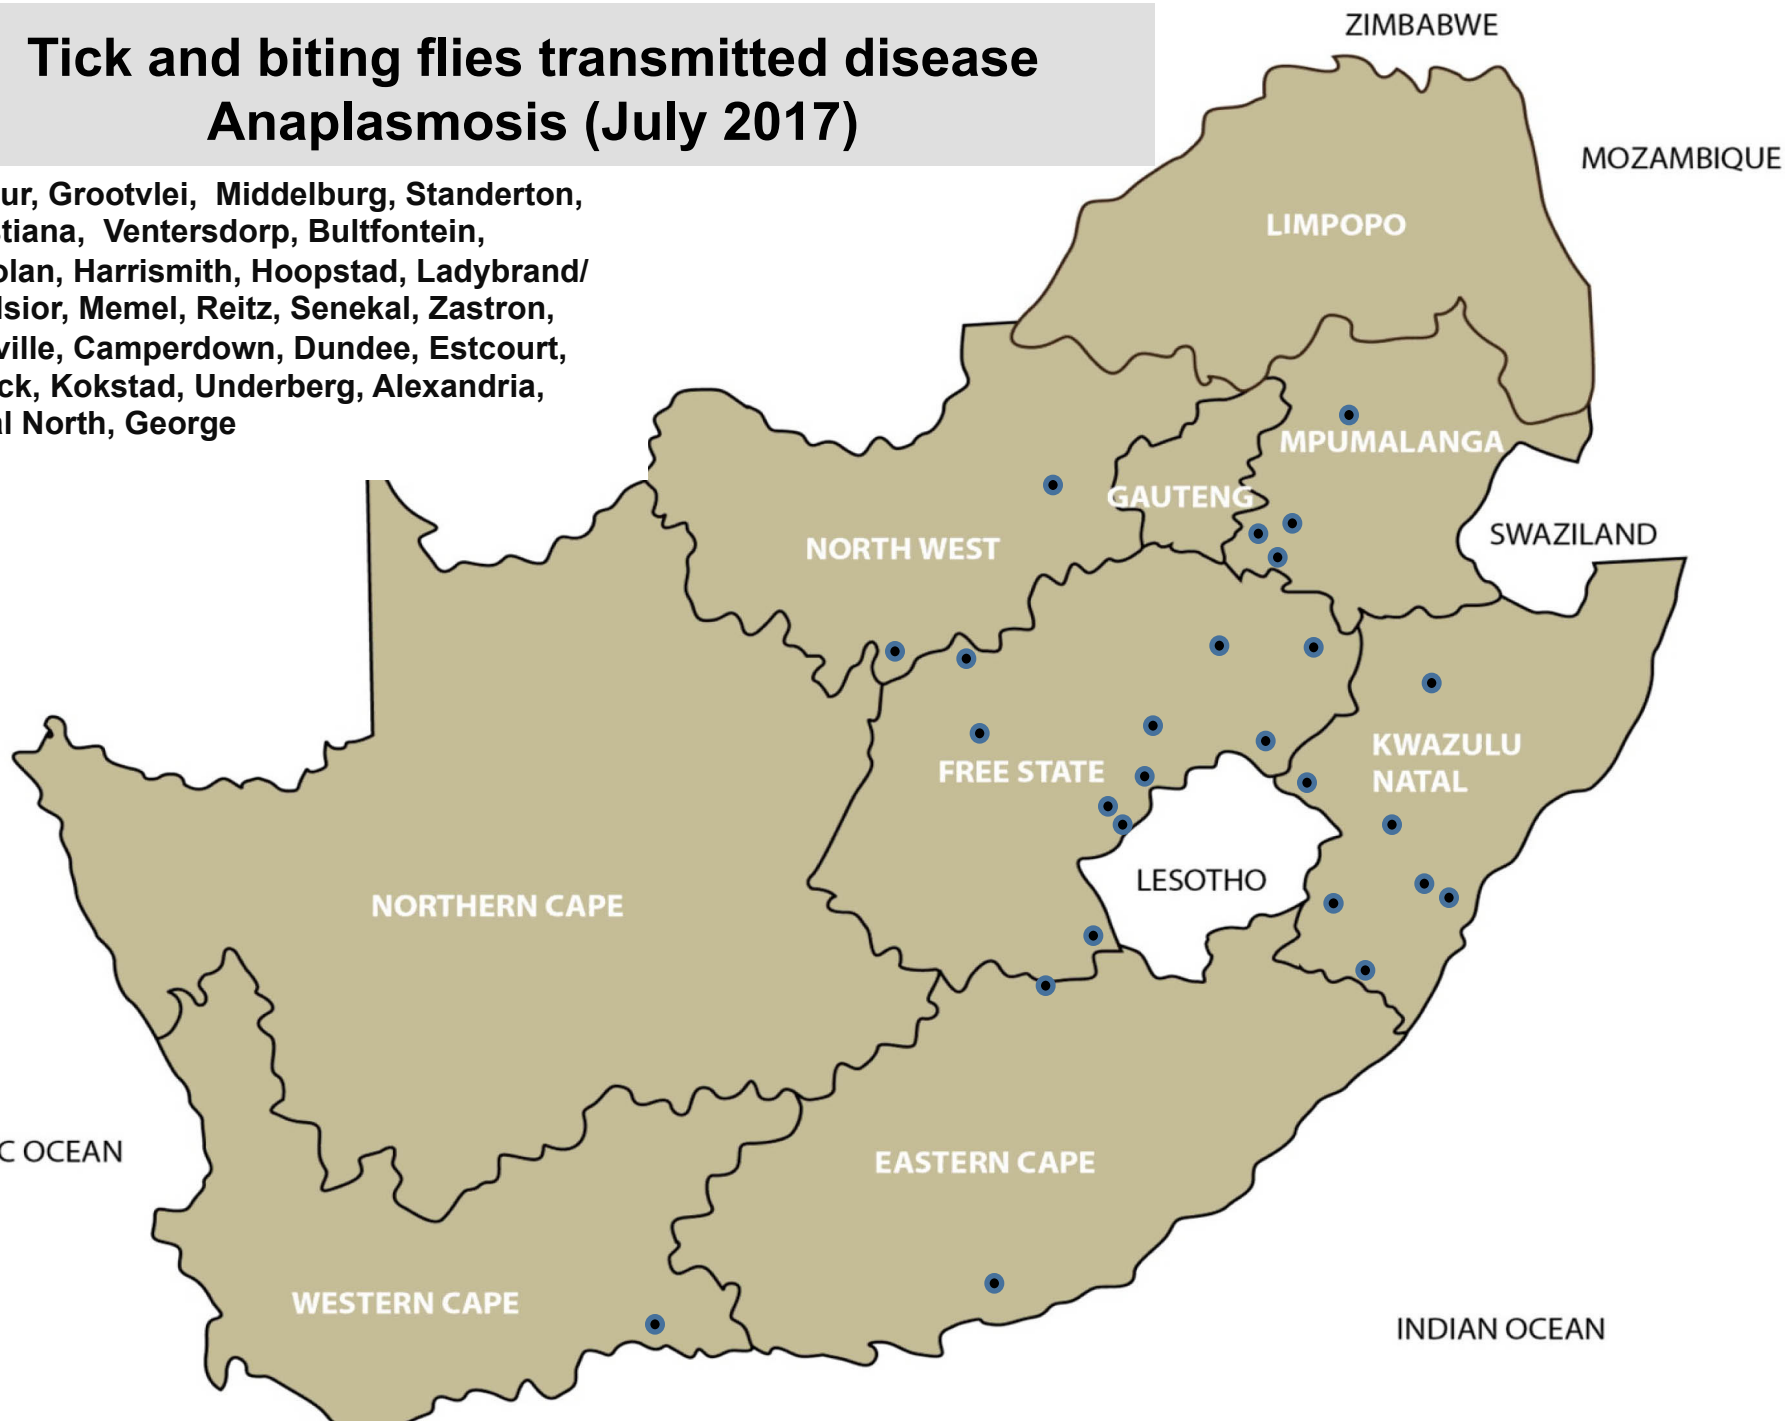 Tick and biting flies transmitted disease
Anaplasmosis (July 2017)
ur, Grootvlei, Middelburg, Standerton,
tiana, Ventersdorp, Bultfontein,
olan, Harrismith, Hoopstad, Ladybrand/
lsior, Memel, Reitz, Senekal, Zastron,
ville, Camperdown, Dundee, Estcourt,
ck, Kokstad, Underberg, Alexandria,
al North, George
ZIMBABWE
MOZAMBIQUE
LIMPOPO
MPUMALANGA
GAUTENG
NORTH WEST
SWAZILAND
KWAZULU
NATAL
FREE STATE
LESOTHO
NORTHERN CAPE
C OCEAN
EASTERN CAPE
WESTERN CAPE
INDIAN OCEAN